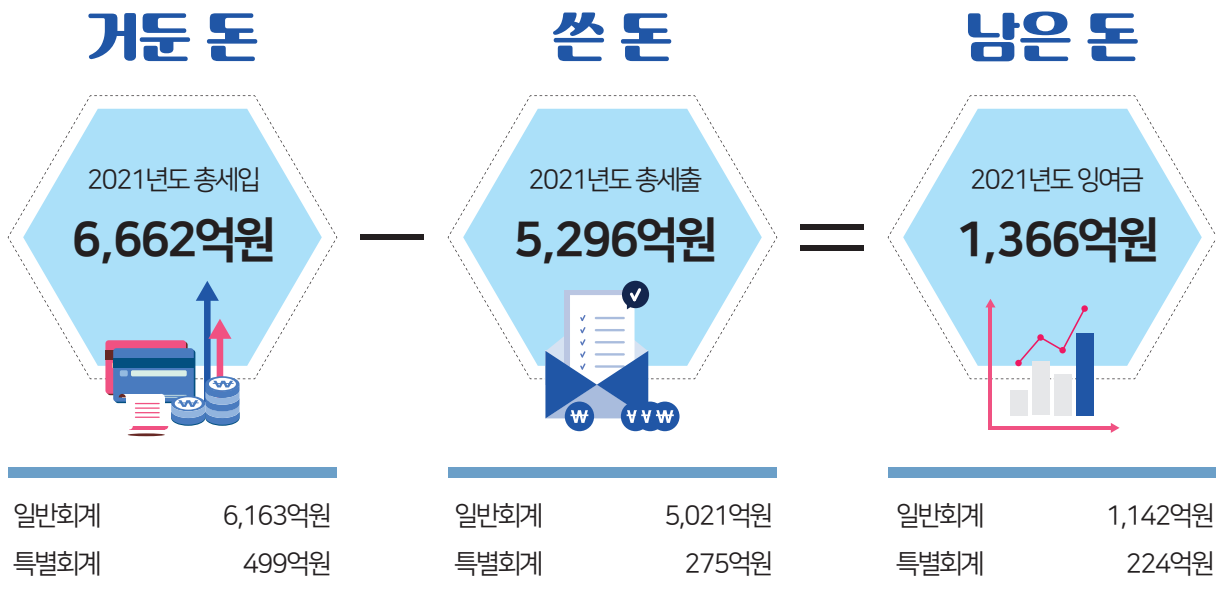 거둔 돈
2021년도 총세입
6,662억원
일반회계 6,163억원
특별회계 499억원
쓴 돈
2021년도 총세출
5,296억원
일반회계 5,021억원
특별회계 275억원
남은 돈
2021년도 잉여금
1,366억원
일반회계 1,142억원
특별회계 224억원